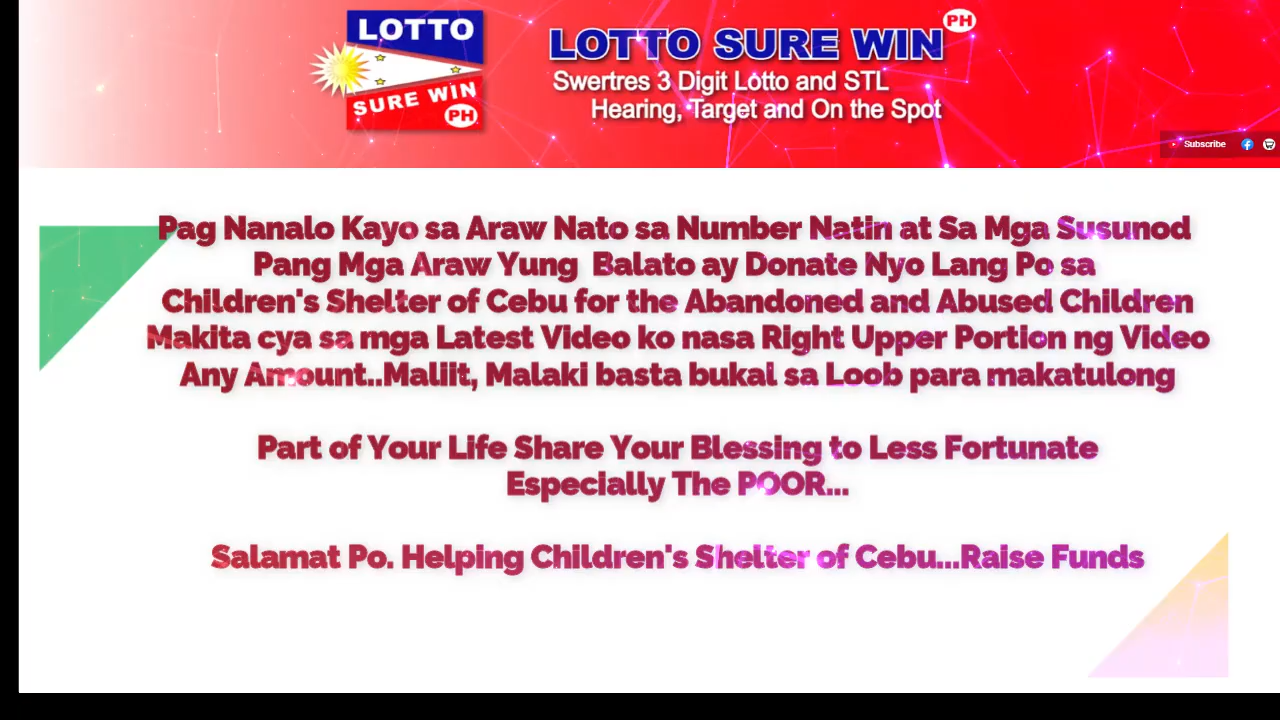 LOTTO
SURE WIN
PH
LOTTO SURE WIN PH
Swertres 3 Digit Lotto and STL
Hearing, Target and On the Spot
Subscribe
Pag Nanalo Kayo sa Araw Nato sa Number Natin at Sa Mga Susunod
Pang Mga Araw Yung Balato ay Donate Nyo Lang Po sa
Children's Shelter of Cebu for the Abandoned and Abused Children
Makita cya sa mga Latest Video ko nasa Right Upper Portion ng Video
Any Amount..Maliit, Malaki basta bukal sa Loob para makatulong
Part of Your Life Share Your Blessing to Less Fortunate
Especially The POOR...
Salamat Po. Helping Children's Shelter of Cebu...Raise Funds